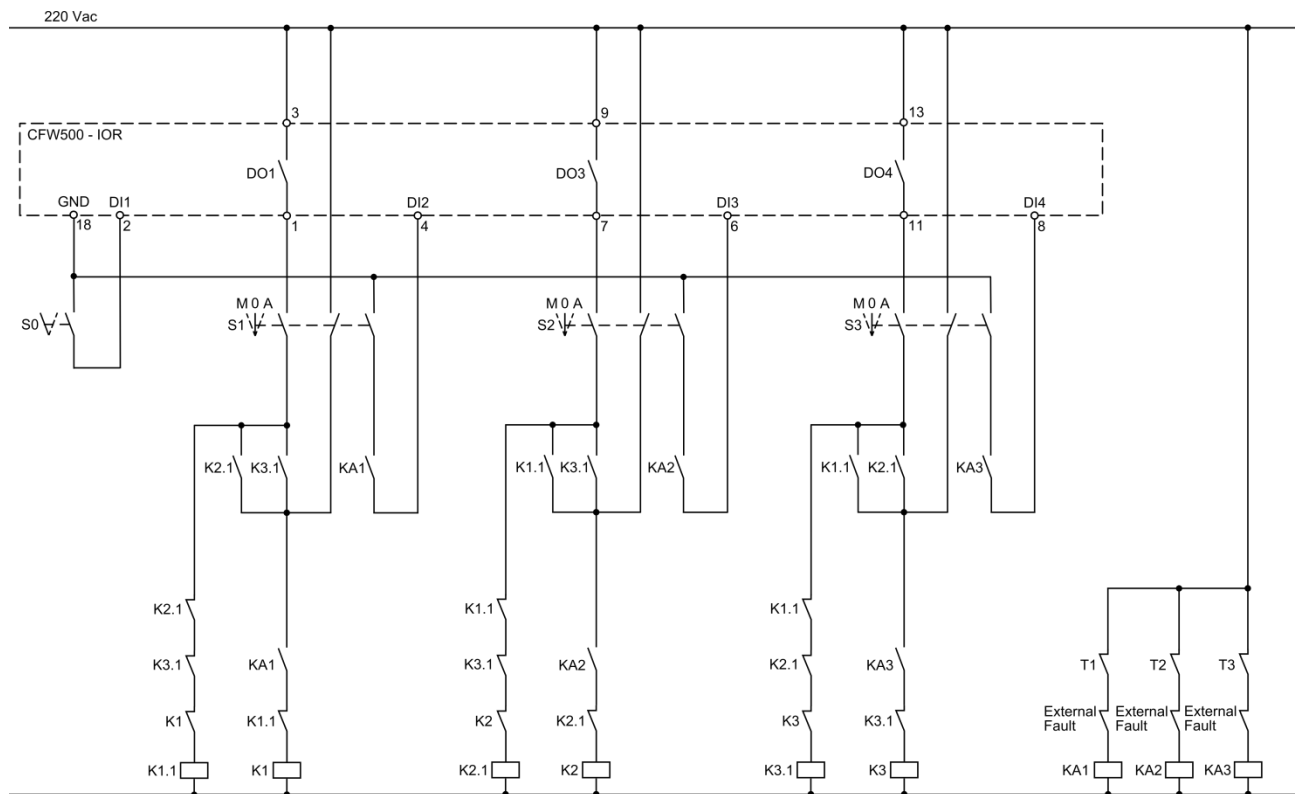 220 Vac
3
9
13
CFW500 - IOR
DO1
DO3
DO4
GND
DI1
DI2
DI3
DI4
18
2
1
4
7
6
11
8
S0
M 0 A
S1
M 0 A
S2
M 0 A
S3
K2.1
K3.1
KA1
K1.1
K3.1
KA2
K1.1
K2.1
KA3
K2.1
K1.1
K1.1
K3.1
KA1
K3.1
KA2
K2.1
KA3
T1
T2
T3
K1
K1.1
K2
K2.1
K3
K3.1
External
Fault
External
Fault
External
Fault
K1.1
K1
K2.1
K2
K3.1
K3
KA1
KA2
KA3